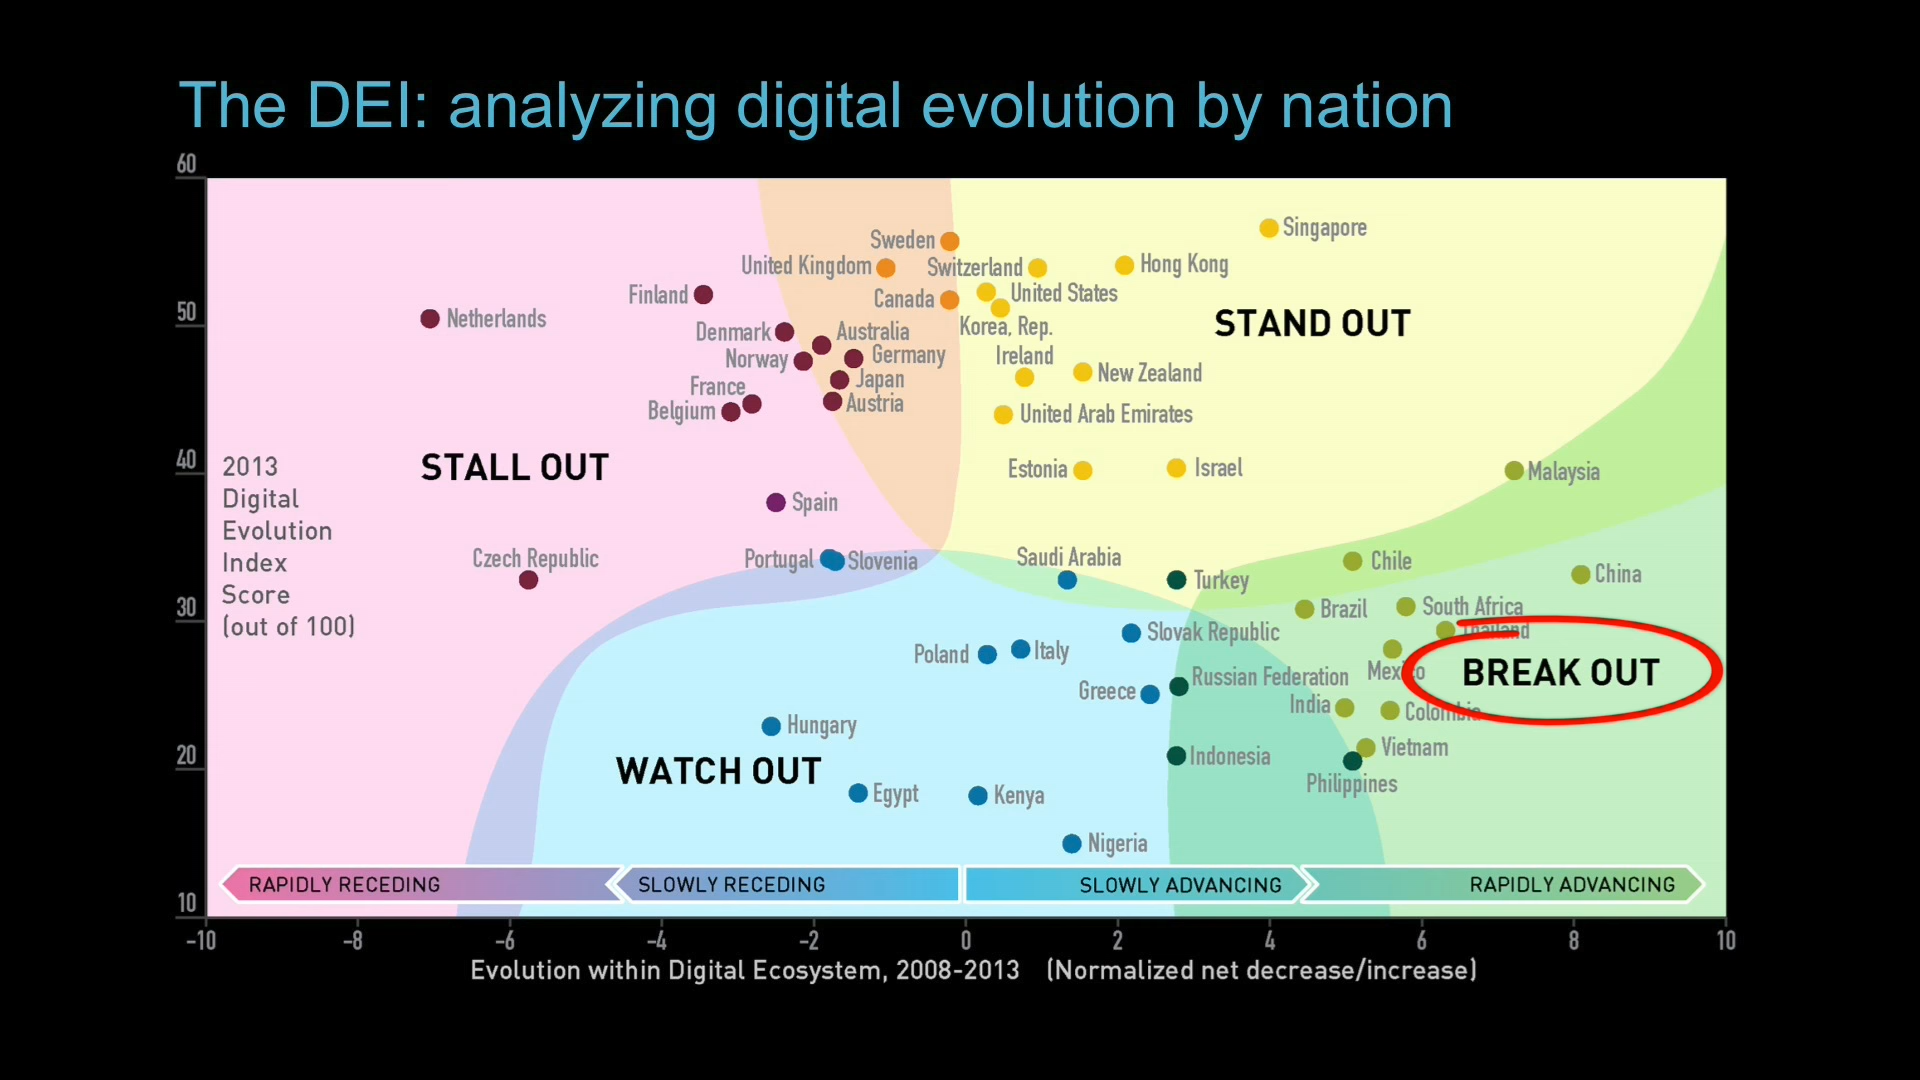 The DEI: analyzing digital evolution by nation
60
50
40
30
20
10
Singapore
Sweden
United Kingdom
Switzerland
Hong Kong
Finland
Canada
United States
Netherlands
Korea, Rep.
STAND OUT
Denmark
Australia
Norway
Germany
Ireland
France
Japan
New Zealand
Belgium
Austria
United Arab Emirates
STALL OUT
Estonia
Israel
Malaysia
2013
Digital
Evolution
Index
Score
(out of 100)
Spain
Czech Republic
Portugal
Slovenia
Saudi Arabia
Turkey
Chile
China
Brazil
South Africa
Thailand
Slovak Republic
Poland
Italy
Mexico
BREAK OUT
Russian Federation
Greece
India
Colombia
Hungary
Vietnam
WATCH OUT
Indonesia
Philippines
Egypt
Kenya
Nigeria
RAPIDLY RECEDING
SLOWLY RECEDING
SLOWLY ADVANCING
RAPIDLY ADVANCING
-10 -8 -6 -4 -2 0 2 4 6 8 10
Evolution within Digital Ecosystem, 2008-2013 (Normalized net decrease/increase)